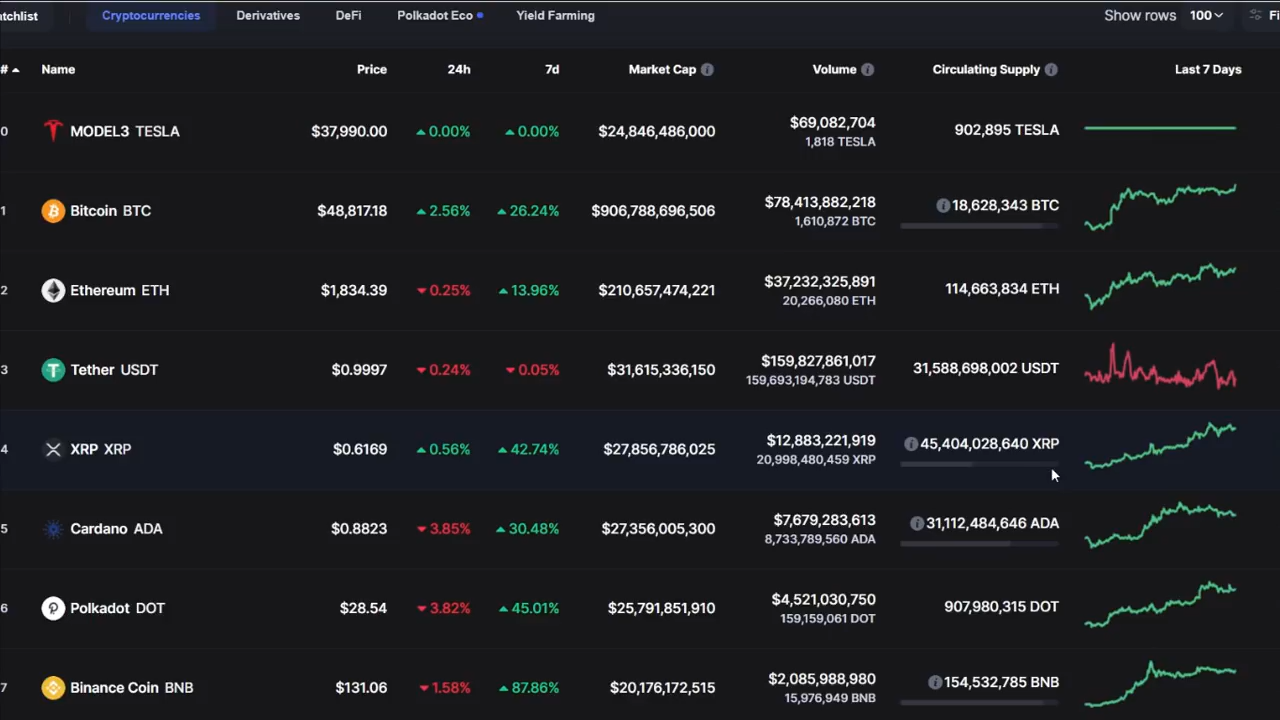 atchlist Cryptocurrencies Derivatives DeFi Polkadot Eco Yield Farming Show rows 100 Fi
# Name Price 24h 7d Market Cap Volume Circulating Supply Last 7 Days
0 MODEL3 TESLA $37,990.00 0.00% 0.00% $24,846,486,000 $69,082,704 902,895 TESLA
1,818 TESLA
1 Bitcoin BTC $48,817.18 2.56% 26.24% $906,788,696,506 $78,413,882,218 18,628,343 BTC
1,610,872 BTC
2 Ethereum ETH $1,834.39 0.25% 13.96% $210,657,474,221 $37,232,325,891 114,663,834 ETH
20,266,080 ETH
3 Tether USDT $0.9997 0.24% 0.05% $31,615,336,150 $159,827,861,017 31,588,698,002 USDT
159,693,194,783 USDT
4 XRP XRP $0.6169 0.56% 42.74% $27,856,786,025 $12,883,221,919 45,404,028,640 XRP
20,998,480,459 XRP
5 Cardano ADA $0.8823 3.85% 30.48% $27,356,005,300 $7,679,283,613 31,112,484,646 ADA
8,733,789,560 ADA
6 Polkadot DOT $28.54 3.82% 45.01% $25,791,851,910 $4,521,030,750 907,980,315 DOT
159,159,061 DOT
7 Binance Coin BNB $131.06 1.58% 87.86% $20,176,172,515 $2,085,988,980 154,532,785 BNB
15,976,949 BNB